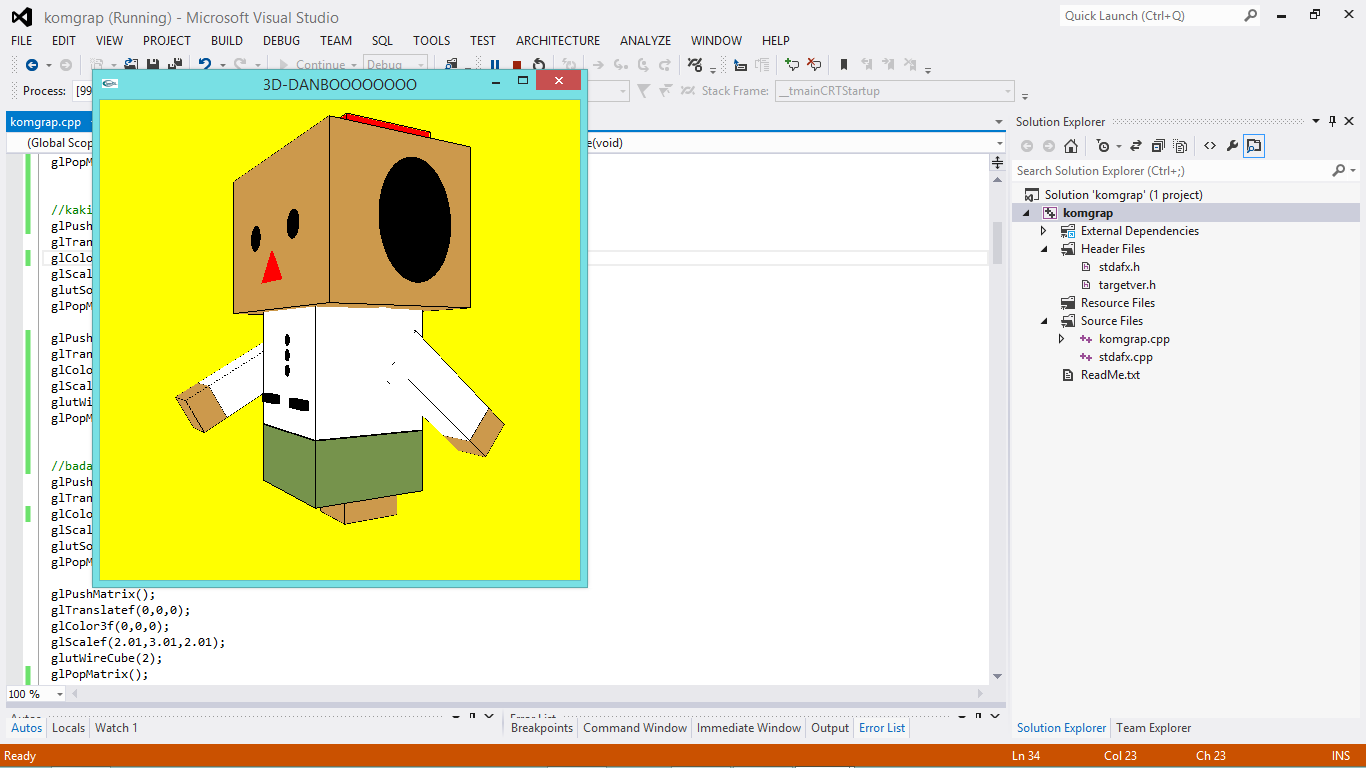 komgrap (Running) - Microsoft Visual Studio
Quick Launch (Ctrl+Q)
FILE EDIT VIEW PROJECT BUILD DEBUG TEAM SQL TOOLS TEST ARCHITECTURE ANALYZE WINDOW HELP
Continue Debug
Process: [99
Stack Frame: __tmainCRTStartup
3D-DANBOOOOOOOO
komgrap.cpp
(Global Scop
e(void)
glPopM
//kaki
glPush
glTran
glColo
glScal
glutSo
glPopM
glPush
glTran
glColo
glScal
glutWi
glPopM
//bada
glPush
glTran
glColo
glScal
glutSo
glPopM
glPushMatrix();
glTranslatef(0,0,0);
glColor3f(0,0,0);
glScalef(2.01,3.01,2.01);
glutWireCube(2);
glPopMatrix();
100 %
Solution Explorer
Search Solution Explorer (Ctrl+;)
Solution 'komgrap' (1 project)
komgrap
External Dependencies
Header Files
stdafx.h
targetver.h
Resource Files
Source Files
komgrap.cpp
stdafx.cpp
ReadMe.txt
Autos
Error List
Autos Locals Watch 1
Breakpoints Command Window Immediate Window Output Error List
Solution Explorer Team Explorer
Ready
Ln 34 Col 23 Ch 23 INS